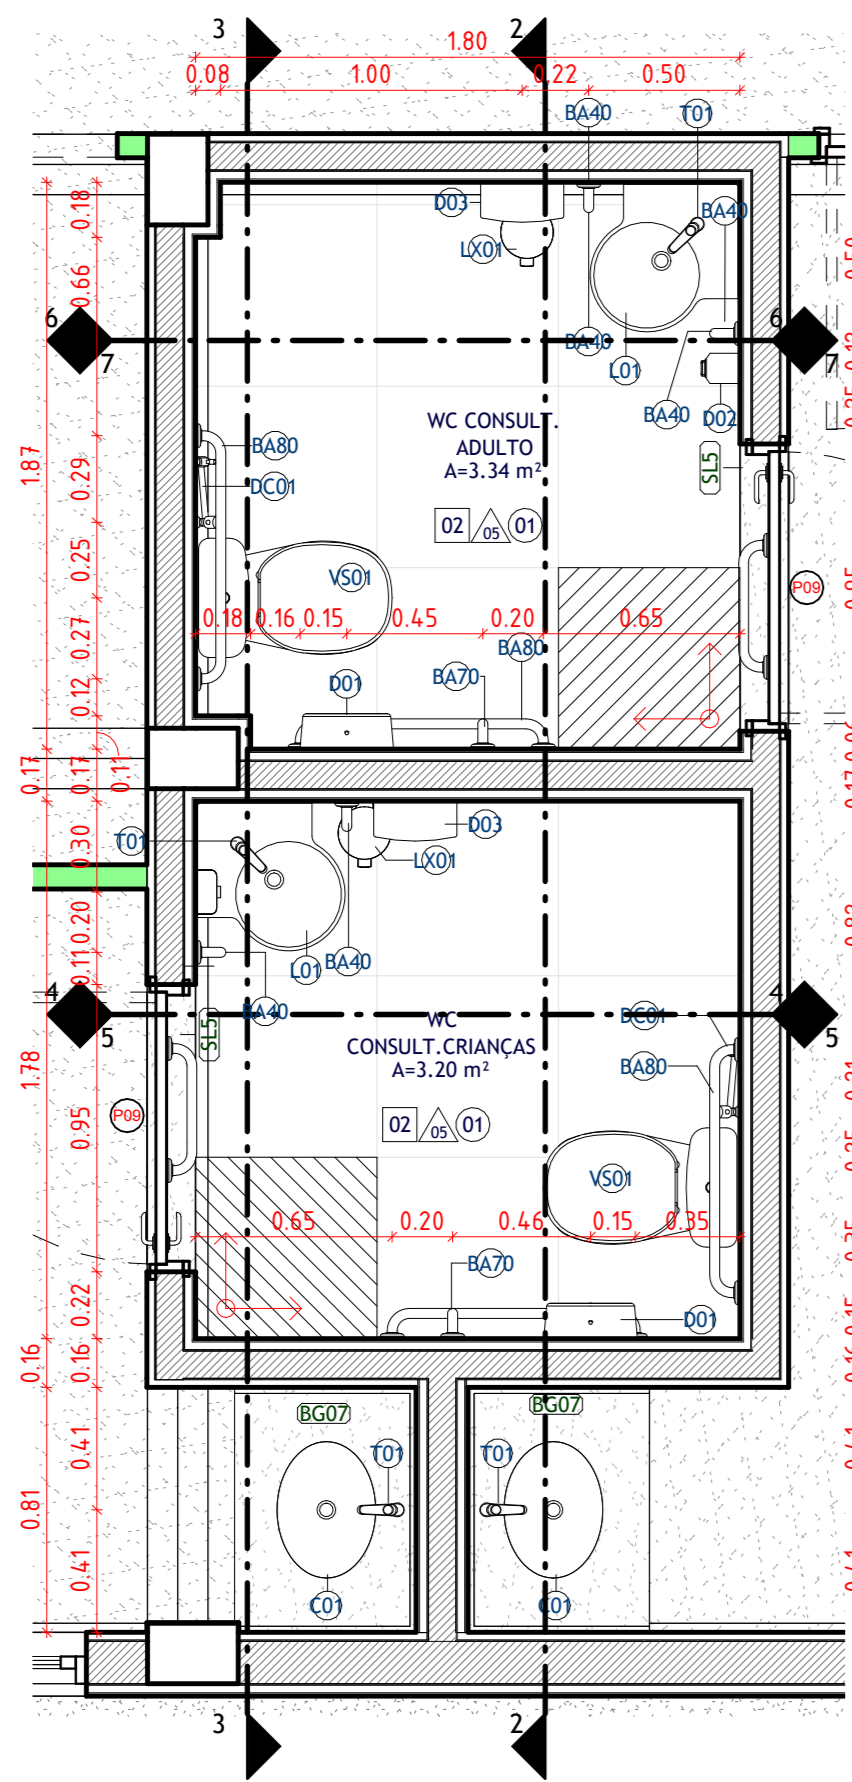 3
2
1.80
0.08
1.00
0.22
0.50
BA40
T01
D03
BA40
LX01
0.18
0.66
6
7
6
7
BA40
L01
BA40
D02
WC CONSULT.
ADULTO
A=3.34 m²
BA80
DC01
SL5
1.87
0.29
02
05
01
0.25
VS01
P09
0.27
0.18
0.16
0.15
0.45
0.20
0.65
BA80
0.12
D01
BA70
0.17
0.17
0.11
T01
D03
0.30
LX01
0.20
L01
BA40
0.11
BA40
4
5
4
5
SL5
WC
CONSULT.CRIANÇAS
A=3.20 m²
DC01
BA80
1.78
0.95
P09
02
05
01
VS01
0.65
0.20
0.46
0.15
0.35
BA70
0.22
D01
0.16
0.16
BG07
BG07
0.41
T01
T01
0.81
0.41
C01
C01
3
2